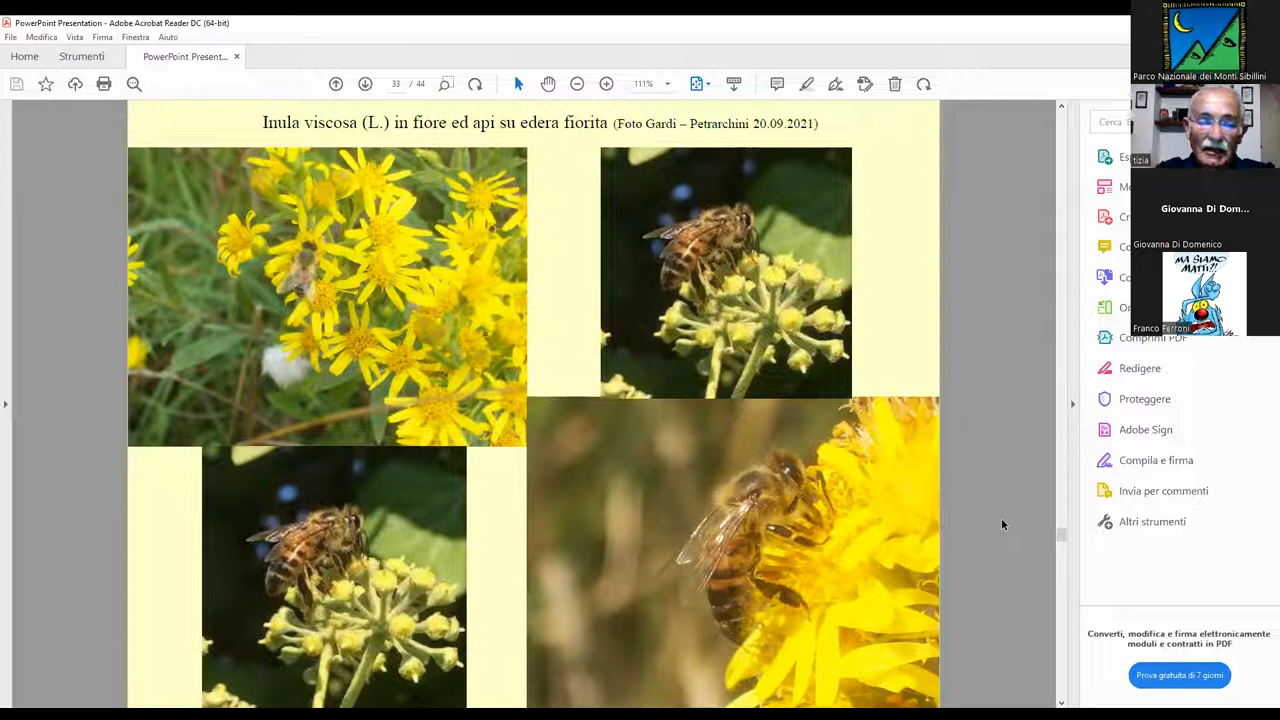 PowerPoint Presentation - Adobe Acrobat Reader DC (64-bit)
File Modifica Vista Firma Finestra Aiuto
Home Strumenti PowerPoint Present... ×
33 / 44 111%
Inula viscosa (L.) in fiore ed api su edera fiorita (Foto Gardi – Petrarchini 20.09.2021)
Cerca
Comprimi PDF
Redigere
Proteggere
Adobe Sign
Compila e firma
Invia per commenti
Altri strumenti
Converti, modifica e firma elettronicamente
moduli e contratti in PDF
Prova gratuita di 7 giorni
Parco Nazionale dei Monti Sibillini
tizia
Giovanna Di Dom...
Giovanna Di Domenico
MA SIAMO
MATTI?!
Franco Ferroni